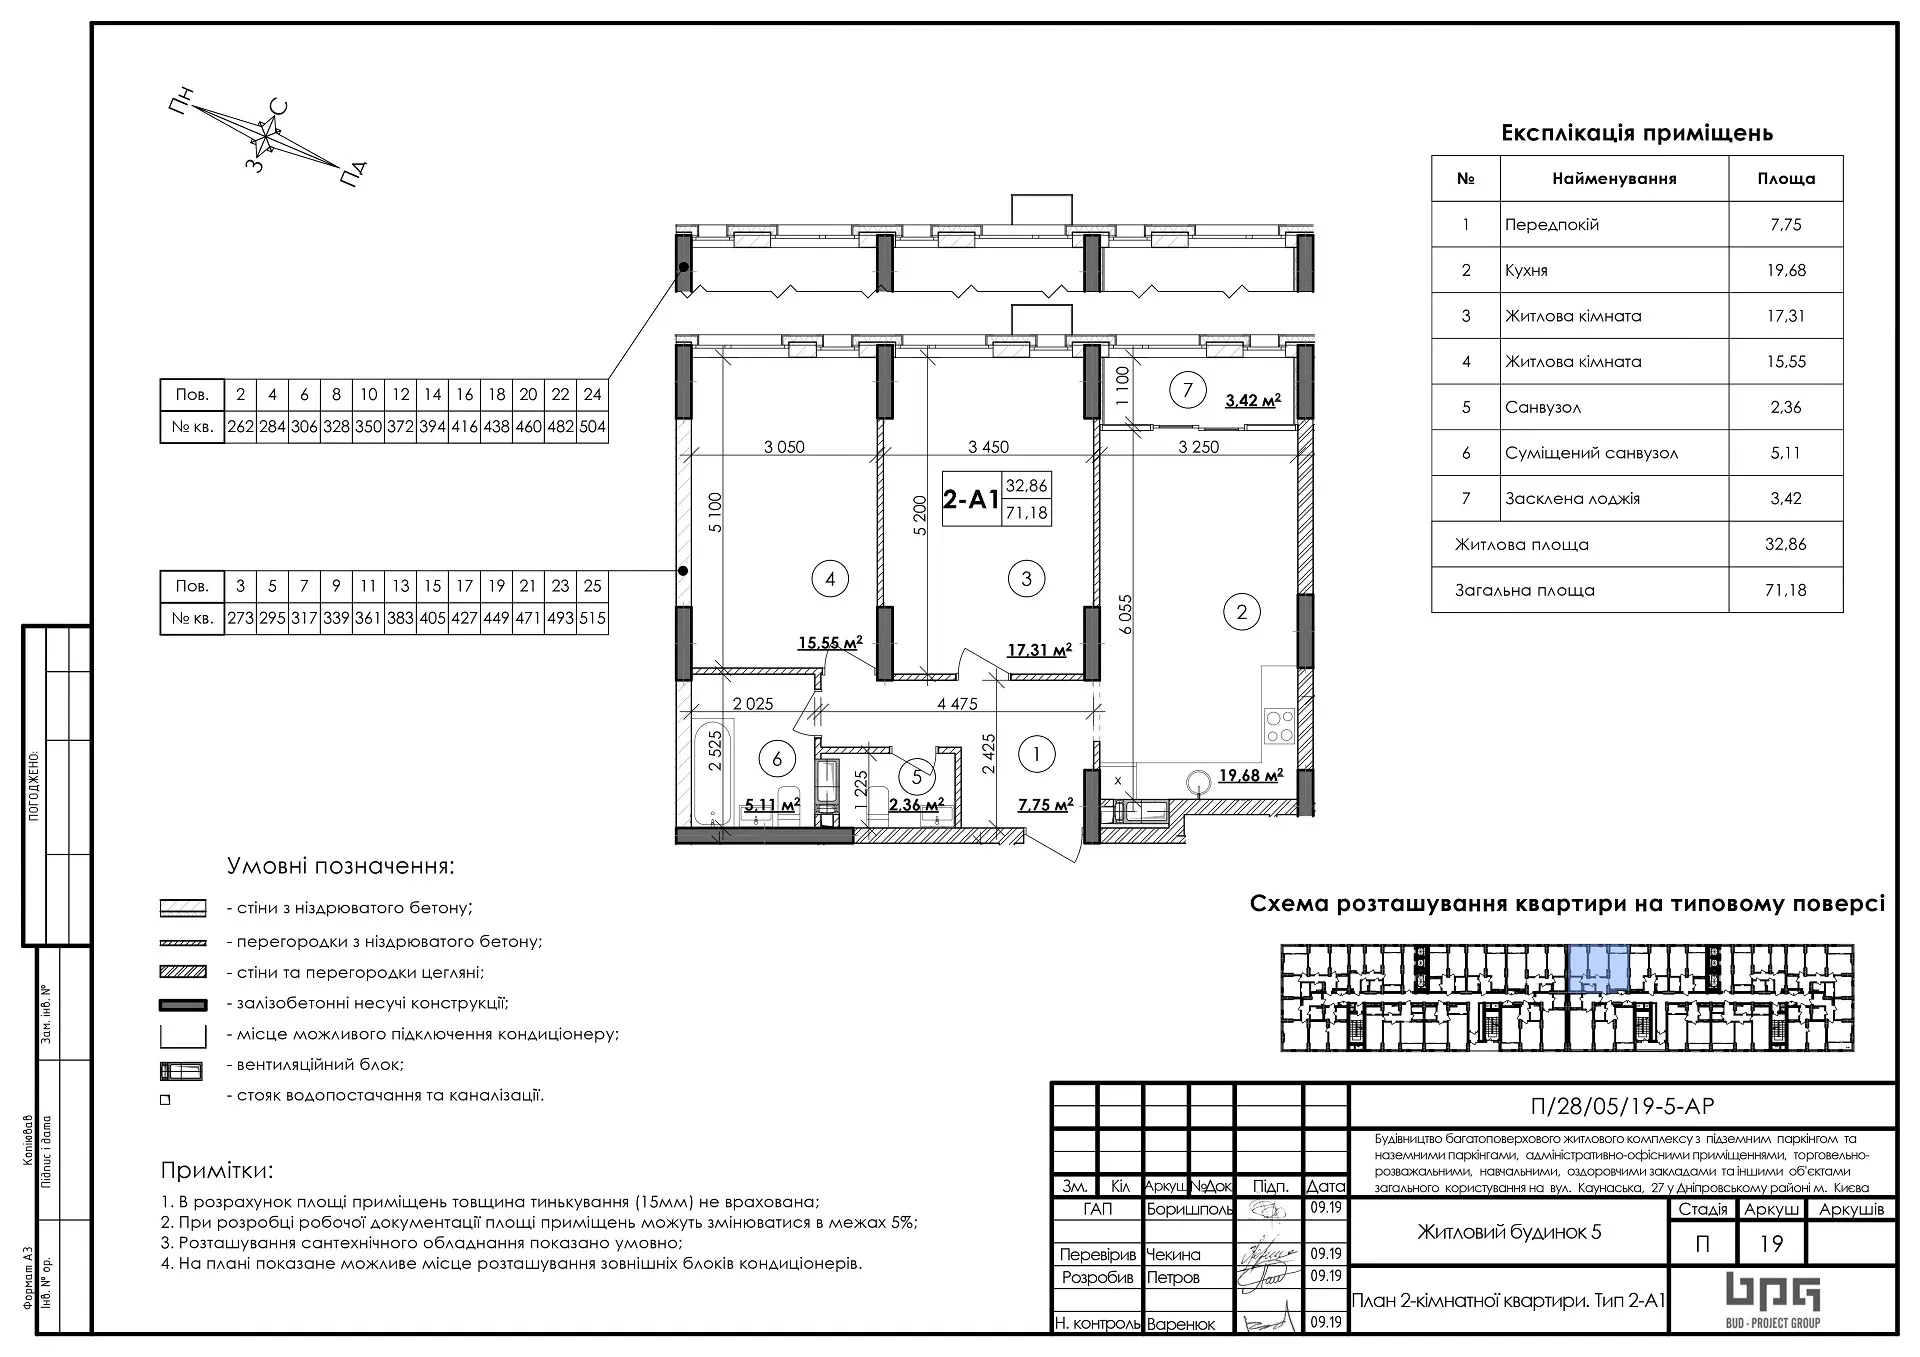 Пн
С
З
Пд
Експлікація приміщень
№ Найменування Площа
1 Передпокій 7,75
2 Кухня 19,68
3 Житлова кімната 17,31
4 Житлова кімната 15,55
5 Санвузол 2,36
6 Суміщений санвузол 5,11
7 Засклена лоджія 3,42
Житлова площа 32,86
Загальна площа 71,18
Пов. 2 4 6 8 10 12 14 16 18 20 22 24
№ кв. 262 284 306 328 350 372 394 416 438 460 482 504
Пов. 3 5 7 9 11 13 15 17 19 21 23 25
№ кв. 273 295 317 339 361 383 405 427 449 471 493 515
1 100
7
3,42 м²
3 050
3 450
3 250
2-А1
32,86
71,18
5 100
5 200
6 055
4
3
2
15,55 м²
17,31 м²
2 025
4 475
2 525
6
1 225
5
2 425
1
х
19,68 м²
5,11 м²
2,36 м²
7,75 м²
Умовні позначення:
- стіни з ніздрюватого бетону;
- перегородки з ніздрюватого бетону;
- стіни та перегородки цегляні;
- залізобетонні несучі конструкції;
- місце можливого підключення кондиціонеру;
- вентиляційний блок;
- стояк водопостачання та каналізації.
Примітки:
1. В розрахунок площі приміщень товщина тинькування (15мм) не врахована;
2. При розробці робочої документації площі приміщень можуть змінюватися в межах 5%;
3. Розташування сантехнічного обладнання показано умовно;
4. На плані показане можливе місце розташування зовнішніх блоків кондиціонерів.
Схема розташування квартири на типовому поверсі
П/28/05/19-5-АР
Будівництво багатоповерхового житлового комплексу з підземним паркінгом та
наземними паркінгами, адміністративно-офісними приміщеннями, торговельно-
розважальними, навчальними, оздоровчими закладами та іншими об'єктами
загального користування на вул. Каунаська, 27 у Дніпровському районі м. Києва
Зм. Кіл Аркуш №Док Підп. Дата
ГАП Боришполь 09.19
Перевірив Чекина 09.19
Розробив Петров 09.19
Н. контроль Варенюк 09.19
Житловий будинок 5
Стадія Аркуш Аркушів
П 19
План 2-кімнатної квартири. Тип 2-А1
bpg
BUD - PROJECT GROUP
ПОГОДЖЕНО:
Зам. інв. №
Підпис і дата
Інв. № ор.
Копіював
Формат А3